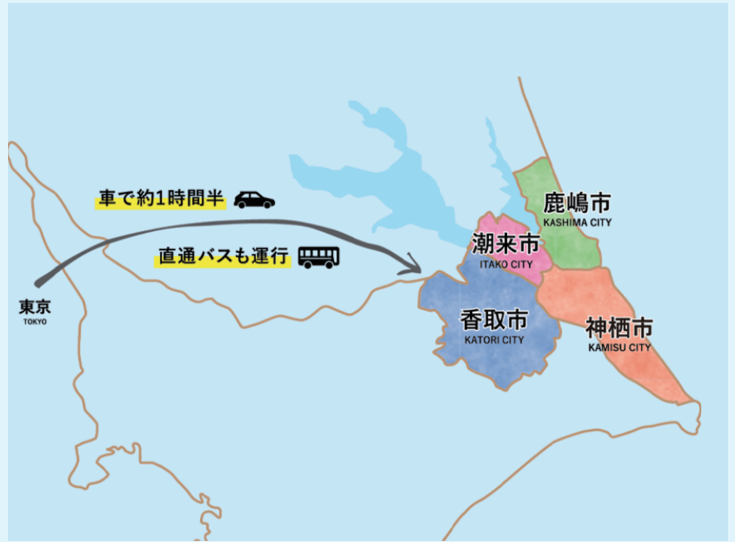 車で約1時間半
直通バスも運行
東京
TOKYO
鹿嶋市
KASHIMA CITY
潮来市
ITAKO CITY
香取市
KATORI CITY
神栖市
KAMISU CITY